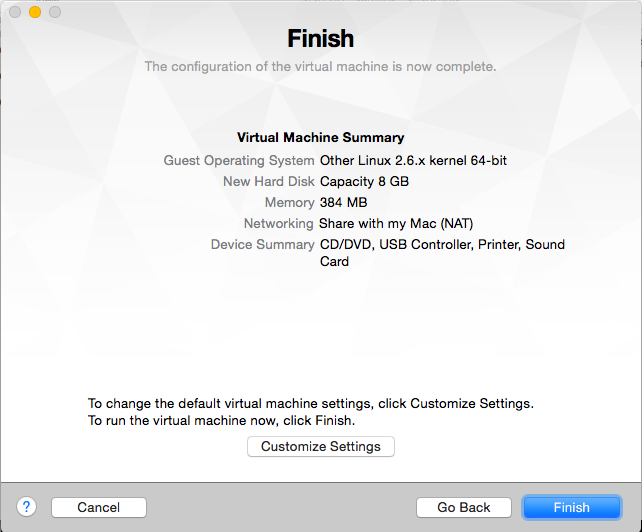 Finish
The configuration of the virtual machine is now complete.
Virtual Machine Summary
Guest Operating System Other Linux 2.6.x kernel 64-bit
New Hard Disk Capacity 8 GB
Memory 384 MB
Networking Share with my Mac (NAT)
Device Summary CD/DVD, USB Controller, Printer, Sound
Card
To change the default virtual machine settings, click Customize Settings.
To run the virtual machine now, click Finish.
Customize Settings
? Cancel Go Back Finish